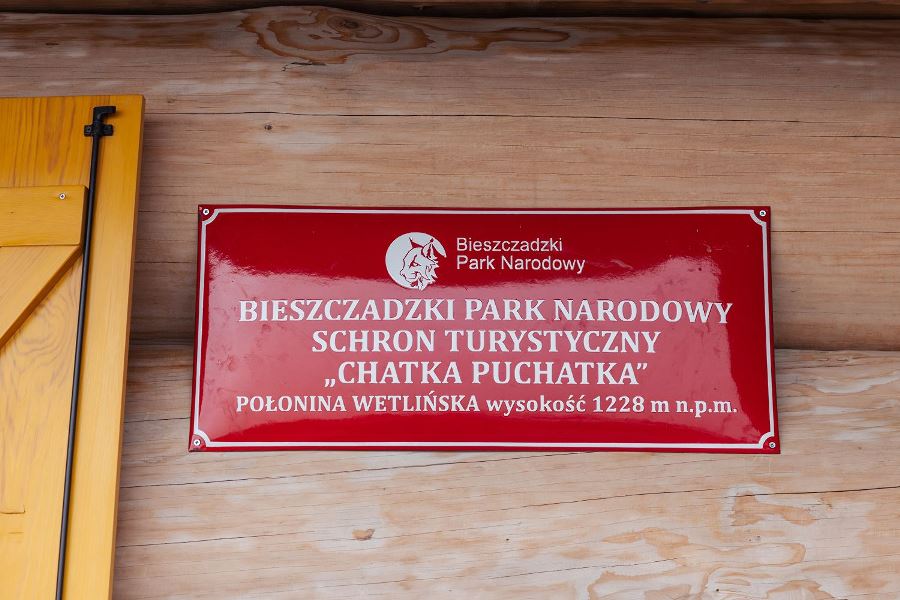 Bieszczadzki
Park Narodowy
BIESZCZADZKI PARK NARODOWY
SCHRON TURYSTYCZNY
„CHATKA PUCHATKA”
POŁONINA WETLIŃSKA wysokość 1228 m n.p.m.